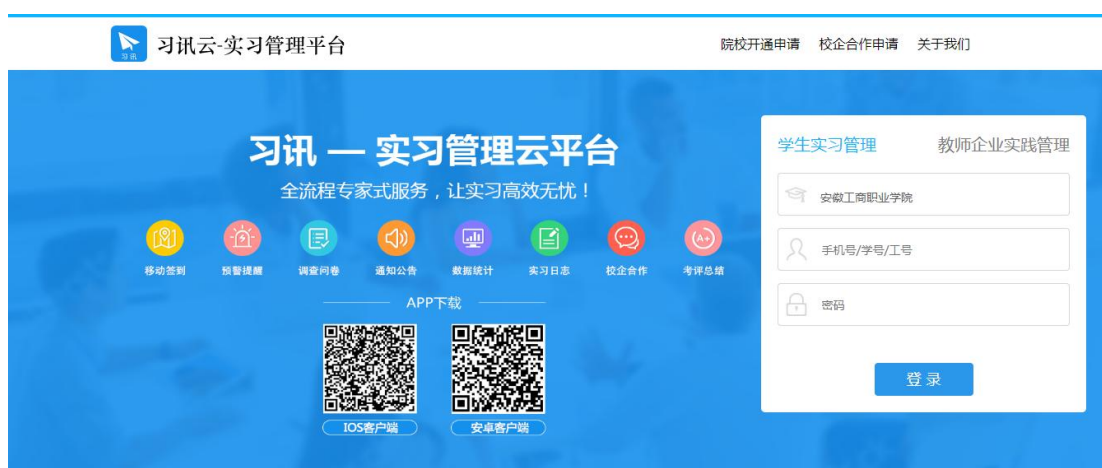 习讯
习讯云-实习管理平台
院校开通申请 校企合作申请 关于我们
习讯 — 实习管理云平台
全流程专家式服务，让实习高效无忧！
移动签到 预警提醒 调查问卷 通知公告 数据统计 实习日志 校企合作 考评总结
APP下载
IOS客户端 安卓客户端
学生实习管理 教师企业实践管理
安徽工商职业学院
手机号/学号/工号
密码
登 录